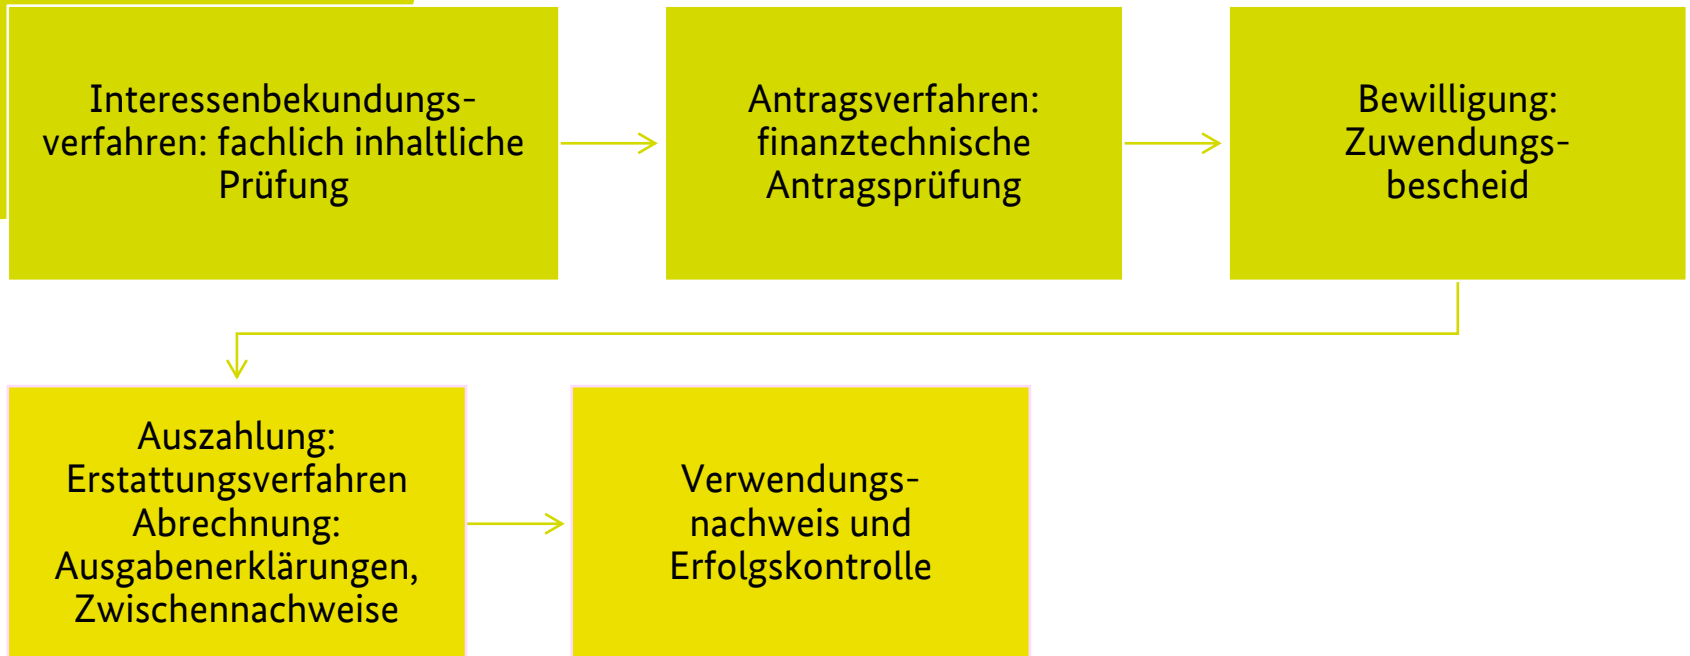 Interessenbekundungs-
verfahren: fachlich inhaltliche
Prüfung
Antragsverfahren:
finanztechnische
Antragsprüfung
Bewilligung:
Zuwendungs-
bescheid
Auszahlung:
Erstattungsverfahren
Abrechnung:
Ausgabenerklärungen,
Zwischennachweise
Verwendungs-
nachweis und
Erfolgskontrolle